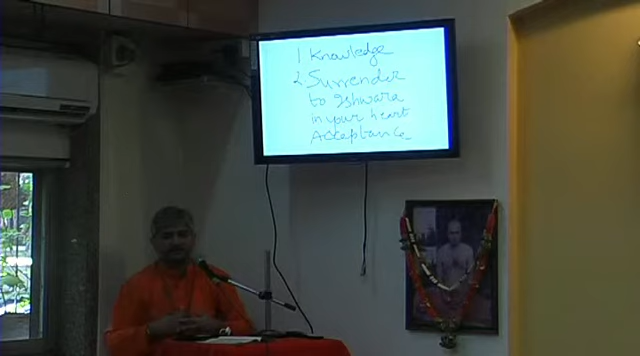 1 Knowledge
2 Surrender
to Ishwara
in your heart
Acceptance